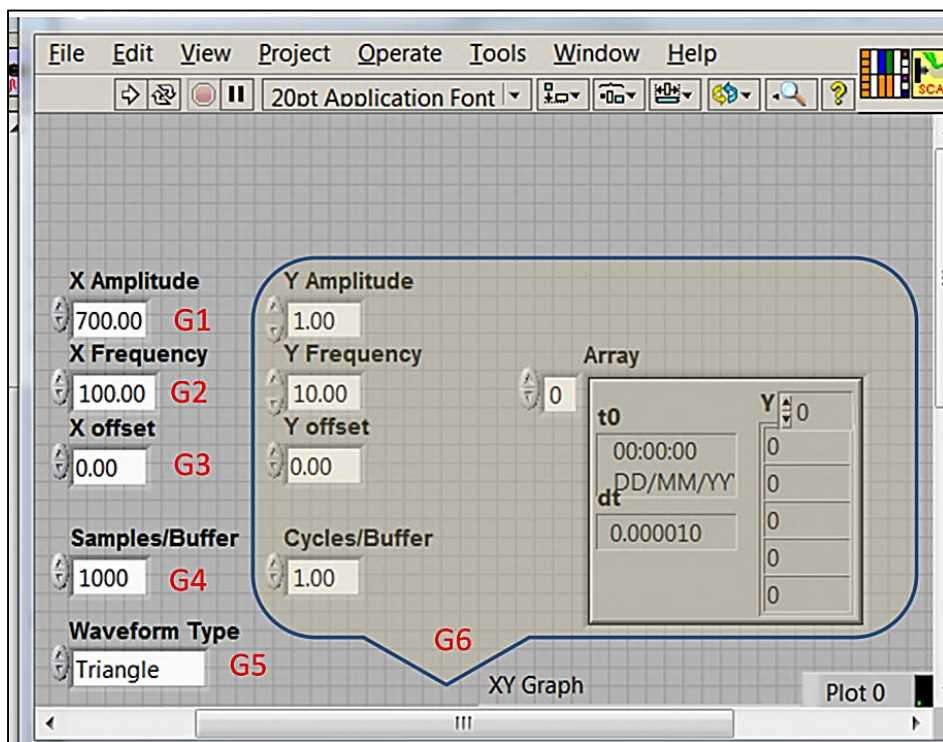 File Edit View Project Operate Tools Window Help
20pt Application Font
SCA
X Amplitude Y Amplitude
700.00 G1 1.00
X Frequency Y Frequency Array
100.00 G2 10.00 0
X offset Y offset
0.00 G3 0.00
t0 Y 0
00:00:00 0
DD/MM/YY 0
dt
0.000010 0
0
0
Samples/Buffer Cycles/Buffer
1000 G4 1.00
Waveform Type G6
Triangle G5
XY Graph Plot 0